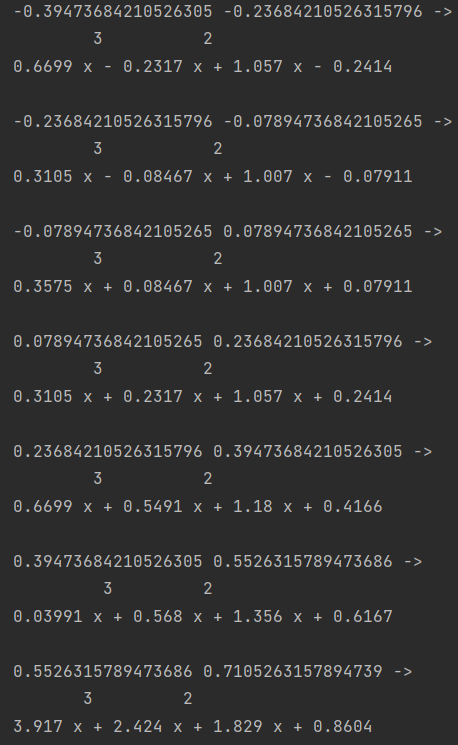 -0.39473684210526305 -0.23684210526315796 ->
        3          2
0.6699 x - 0.2317 x + 1.057 x - 0.2414

-0.23684210526315796 -0.07894736842105265 ->
        3           2
0.3105 x - 0.08467 x + 1.007 x - 0.07911

-0.07894736842105265 0.07894736842105265 ->
        3           2
0.3575 x + 0.08467 x + 1.007 x + 0.07911

0.07894736842105265 0.23684210526315796 ->
        3          2
0.3105 x + 0.2317 x + 1.057 x + 0.2414

0.23684210526315796 0.39473684210526305 ->
        3          2
0.6699 x + 0.5491 x + 1.18 x + 0.4166

0.39473684210526305 0.5526315789473686 ->
         3         2
0.03991 x + 0.568 x + 1.356 x + 0.6167

0.5526315789473686 0.7105263157894739 ->
       3         2
3.917 x + 2.424 x + 1.829 x + 0.8604